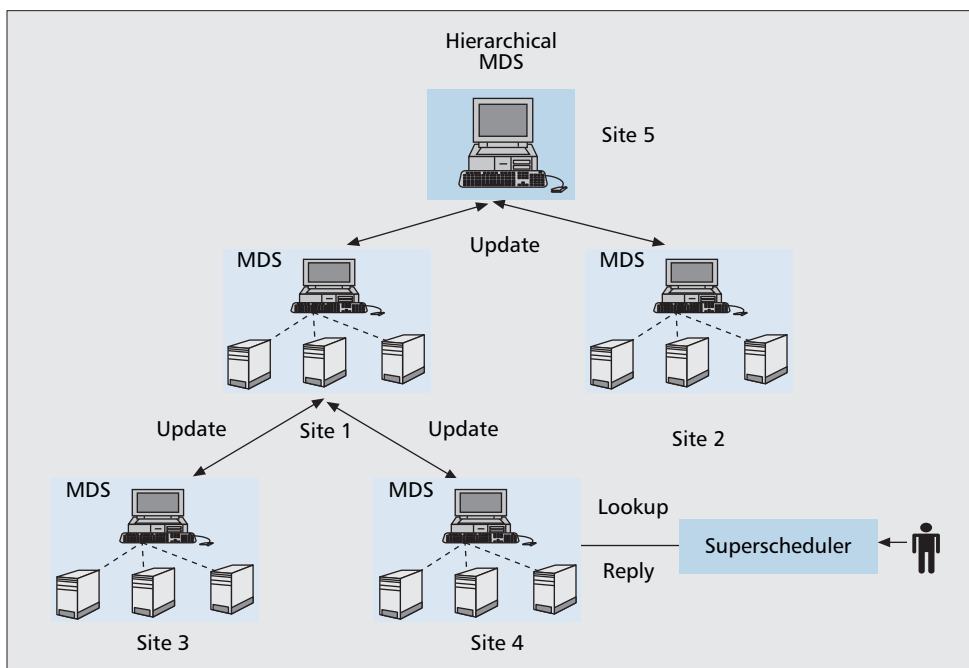 Hierarchical
MDS
Site 5
Update
MDS
MDS
Update
Site 1
Update
Site 2
MDS
MDS
Lookup
Superscheduler
Reply
Site 3
Site 4